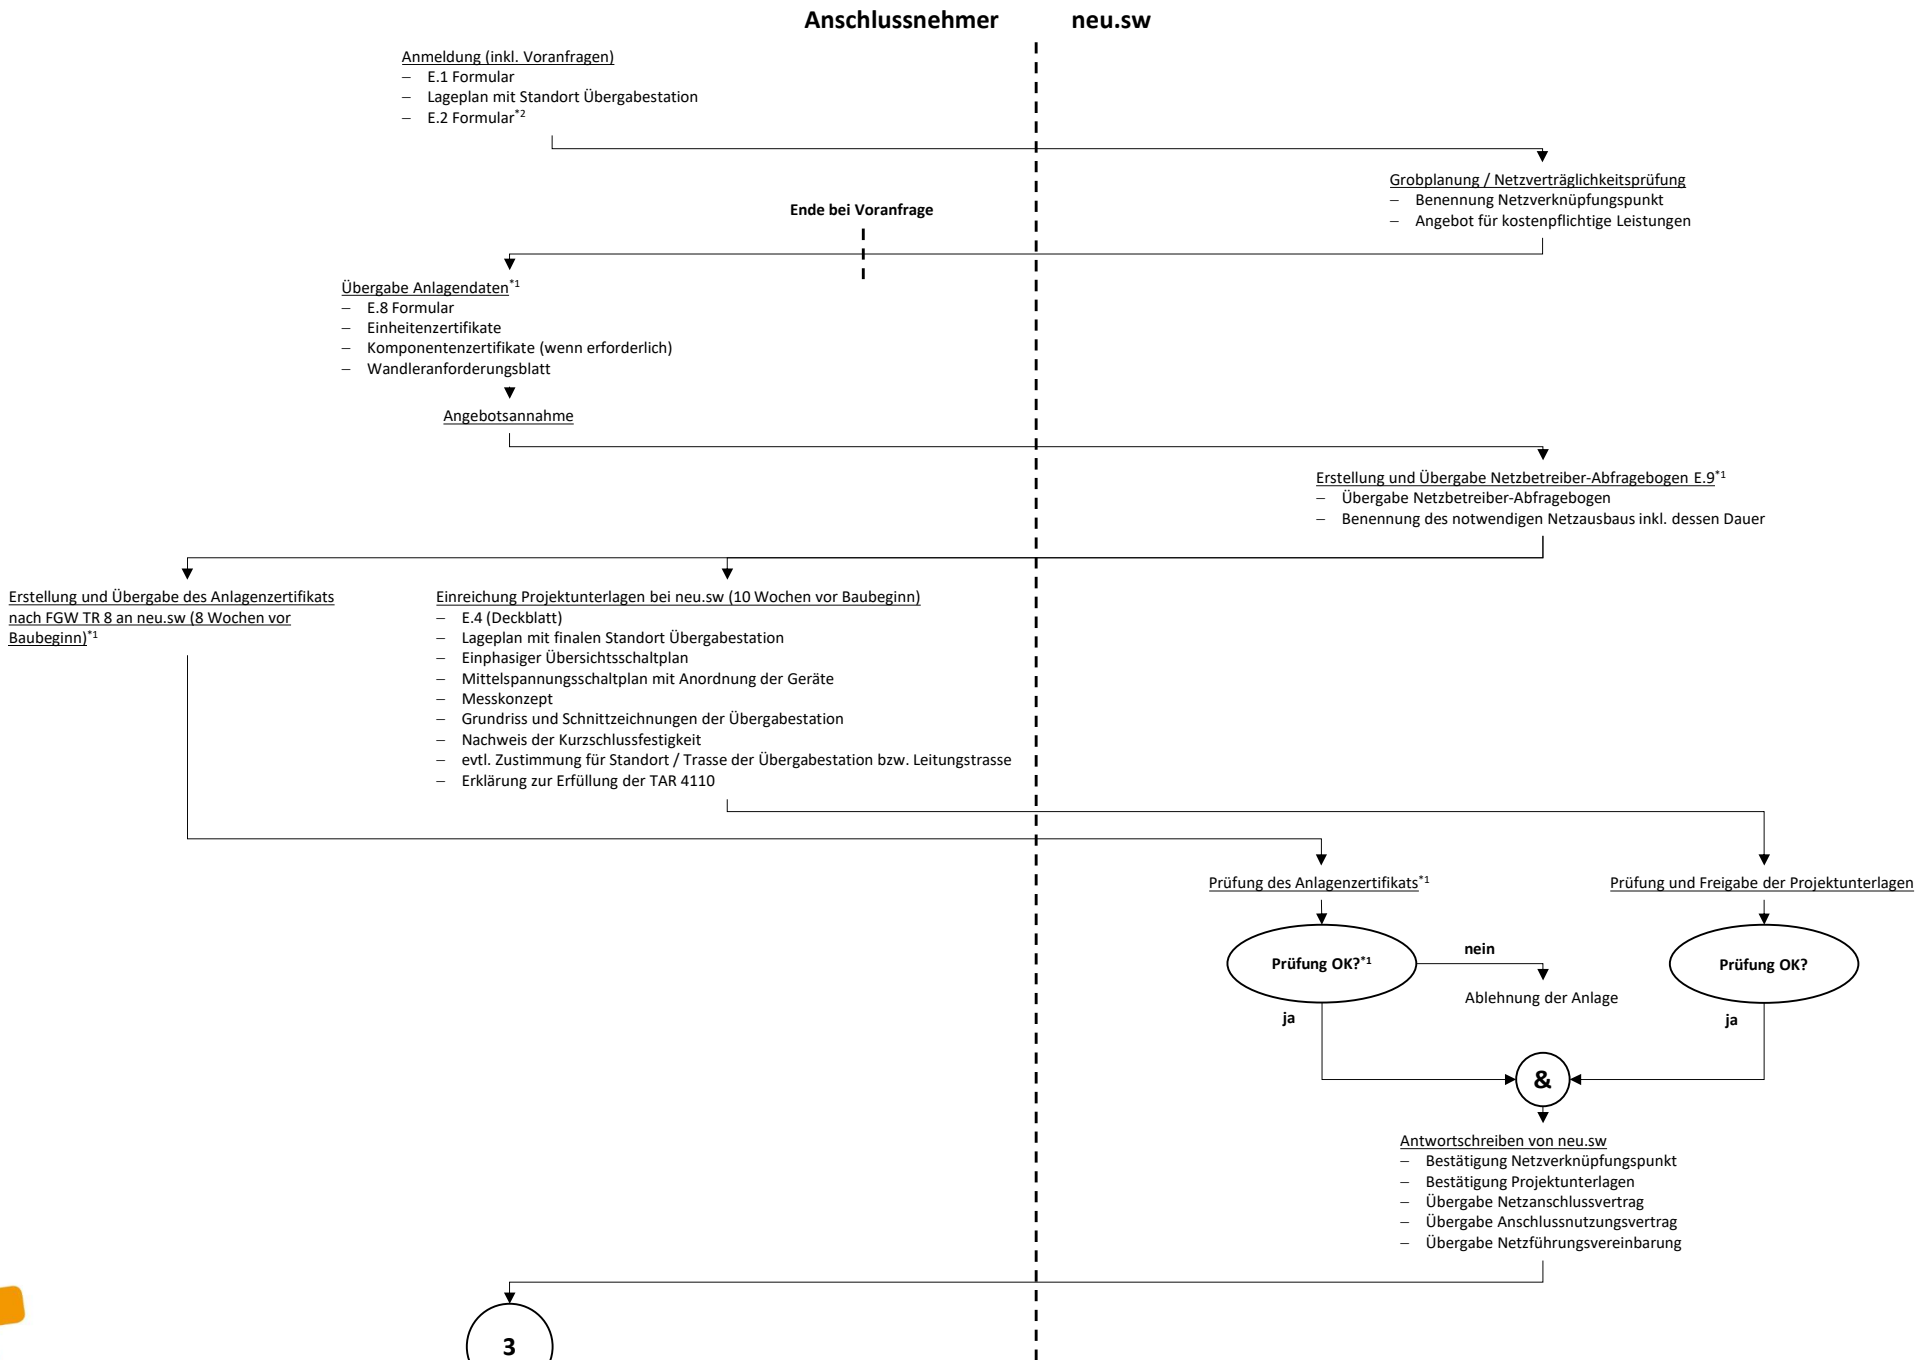 Anschlussnehmer neu.sw
Anmeldung (inkl. Voranfragen)
– E.1 Formular
– Lageplan mit Standort Übergabestation
– E.2 Formular*2
Grobplanung / Netzverträglichkeitsprüfung
– Benennung Netzverknüpfungspunkt
– Angebot für kostenpflichtige Leistungen
Ende bei Voranfrage
Übergabe Anlagendaten*1
– E.8 Formular
– Einheitenzertifikate
– Komponentenzertifikate (wenn erforderlich)
– Wandleranforderungsblatt
Angebotsannahme
Erstellung und Übergabe Netzbetreiber-Abfragebogen E.9*1
– Übergabe Netzbetreiber-Abfragebogen
– Benennung des notwendigen Netzausbaus inkl. dessen Dauer
Erstellung und Übergabe des Anlagenzertifikats
nach FGW TR 8 an neu.sw (8 Wochen vor
Baubeginn)*1
Einreichung Projektunterlagen bei neu.sw (10 Wochen vor Baubeginn)
– E.4 (Deckblatt)
– Lageplan mit finalen Standort Übergabestation
– Einphasiger Übersichtsschaltplan
– Mittelspannungsschaltplan mit Anordnung der Geräte
– Messkonzept
– Grundriss und Schnittzeichnungen der Übergabestation
– Nachweis der Kurzschlussfestigkeit
– evtl. Zustimmung für Standort / Trasse der Übergabestation bzw. Leitungstrasse
– Erklärung zur Erfüllung der TAR 4110
Prüfung des Anlagenzertifikats*1
Prüfung und Freigabe der Projektunterlagen
Prüfung OK?*1
nein
Ablehnung der Anlage
ja
Prüfung OK?
ja
&
Antwortschreiben von neu.sw
– Bestätigung Netzverknüpfungspunkt
– Bestätigung Projektunterlagen
– Übergabe Netzanschlussvertrag
– Übergabe Anschlussnutzungsvertrag
– Übergabe Netzführungsvereinbarung
3